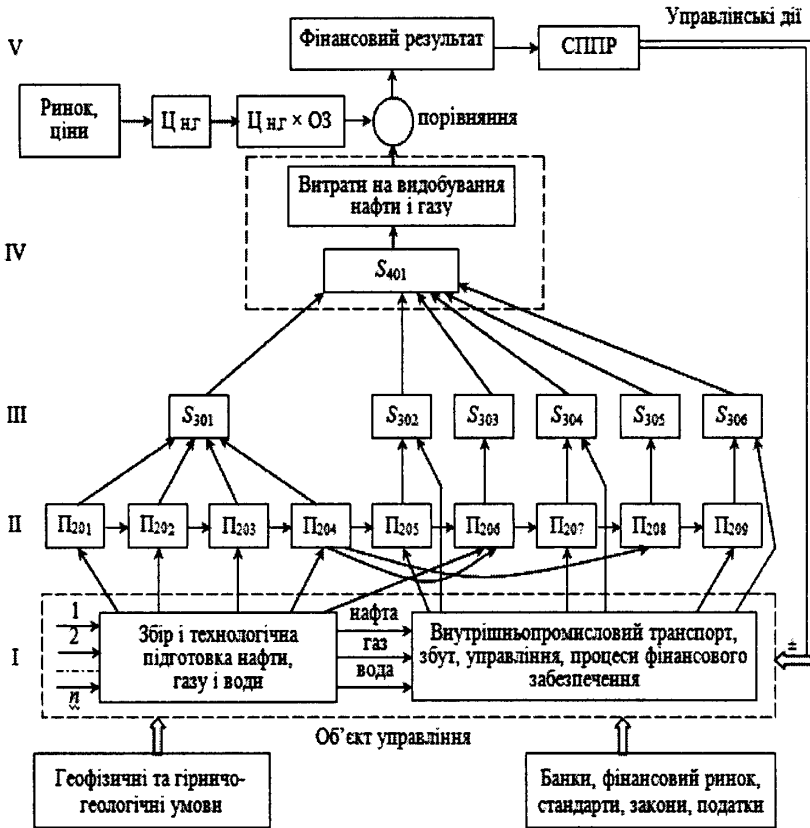 Управлінські дії
V
Фінансовий результат
СППР
Ринок,
ціни
Ц н,г
Ц н,г × ОЗ
порівняння
Витрати на видобування
нафти і газу
IV
S401
III
S301
S302
S303
S304
S305
S306
II
П201
П202
П203
П204
П205
П206
П207
П208
П209
I
1
2
n
Збір і технологічна
підготовка нафти,
газу і води
нафта
газ
вода
Внутрішньопромисловий транспорт,
збут, управління, процеси фінансового
забезпечення
±
Об’єкт управління
Геофізичні та гірничо-
геологічні умови
Банки, фінансовий ринок,
стандарти, закони, податки